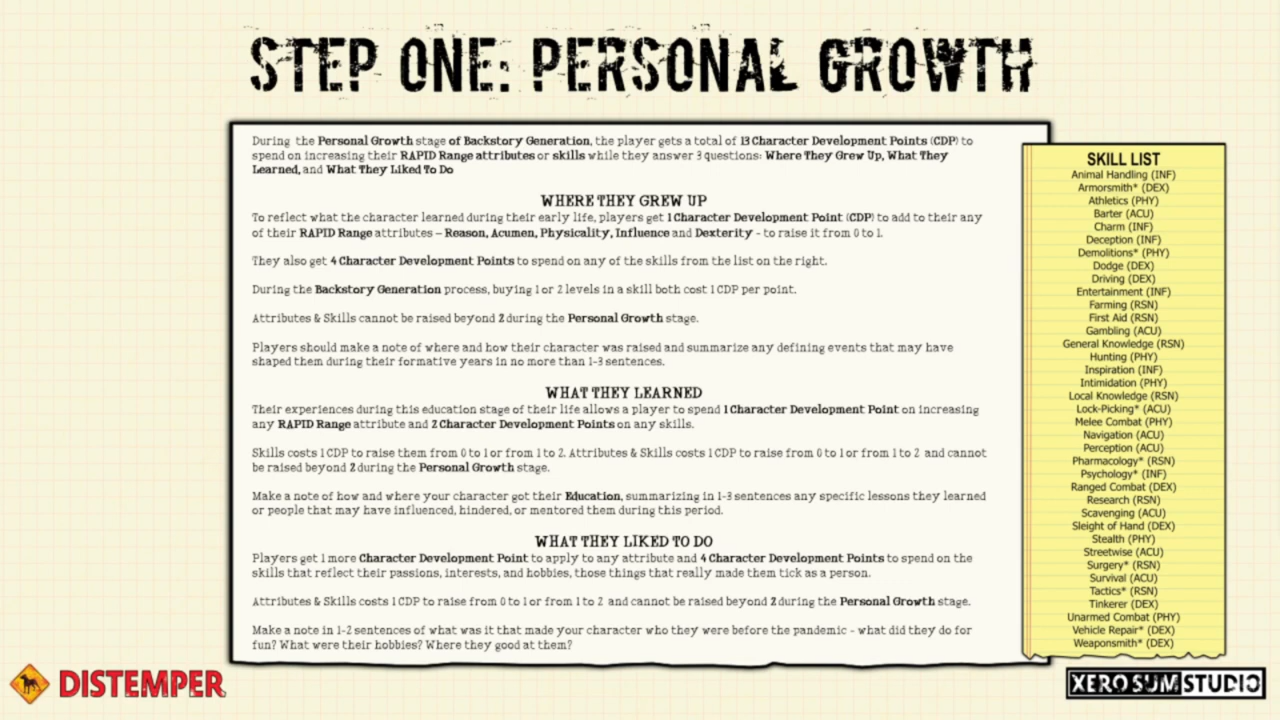 STEP ONE: PERSONAL GROWTH
During the Personal Growth stage of Backstory Generation, the player gets a total of 13 Character Development Points (CDP) to
spend on increasing their RAPID Range attributes or skills while they answer 3 questions: Where They Grew Up, What They
Learned, and What They Liked To Do
WHERE THEY GREW UP
To reflect what the character learned during their early life, players get 1 Character Development Point (CDP) to add to their any
of their RAPID Range attributes – Reason, Acumen, Physicality, Influence and Dexterity - to raise it from 0 to 1.
They also get 4 Character Development Points to spend on any of the skills from the list on the right.
During the Backstory Generation process, buying 1 or 2 levels in a skill both cost 1 CDP per point.
Attributes & Skills cannot be raised beyond 2 during the Personal Growth stage.
Players should make a note of where and how their character was raised and summarize any defining events that may have
shaped them during their formative years in no more than 1-3 sentences.
WHAT THEY LEARNED
Their experiences during this education stage of their life allows a player to spend 1 Character Development Point on increasing
any RAPID Range attribute and 2 Character Development Points on any skills.
Skills costs 1 CDP to raise them from 0 to 1 or from 1 to 2. Attributes & Skills costs 1 CDP to raise from 0 to 1 or from 1 to 2 and cannot
be raised beyond 2 during the Personal Growth stage.
Make a note of how and where your character got their Education, summarizing in 1-3 sentences any specific lessons they learned
or people that may have influenced, hindered, or mentored them during this period.
WHAT THEY LIKED TO DO
Players get 1 more Character Development Point to apply to any attribute and 4 Character Development Points to spend on the
skills that reflect their passions, interests, and hobbies, those things that really made them tick as a person.
Attributes & Skills costs 1 CDP to raise from 0 to 1 or from 1 to 2 and cannot be raised beyond 2 during the Personal Growth stage.
Make a note in 1-2 sentences of what was it that made your character who they were before the pandemic - what did they do for
fun? What were their hobbies? Where they good at them?
SKILL LIST
Animal Handling (INF)
Armorsmith* (DEX)
Athletics (PHY)
Barter (ACU)
Charm (INF)
Deception (INF)
Demolitions* (PHY)
Dodge (DEX)
Driving (DEX)
Entertainment (INF)
Farming (RSN)
First Aid (RSN)
Gambling (ACU)
General Knowledge (RSN)
Hunting (PHY)
Inspiration (INF)
Intimidation (PHY)
Local Knowledge (RSN)
Lock-Picking* (ACU)
Melee Combat (PHY)
Navigation (ACU)
Perception (ACU)
Pharmacology* (RSN)
Psychology* (INF)
Ranged Combat (DEX)
Research (RSN)
Scavenging (ACU)
Sleight of Hand (DEX)
Stealth (PHY)
Streetwise (ACU)
Surgery* (RSN)
Survival (ACU)
Tactics* (RSN)
Tinkerer (DEX)
Unarmed Combat (PHY)
Vehicle Repair* (DEX)
Weaponsmith* (DEX)
DISTEMPER
XERO SUM STUDIO